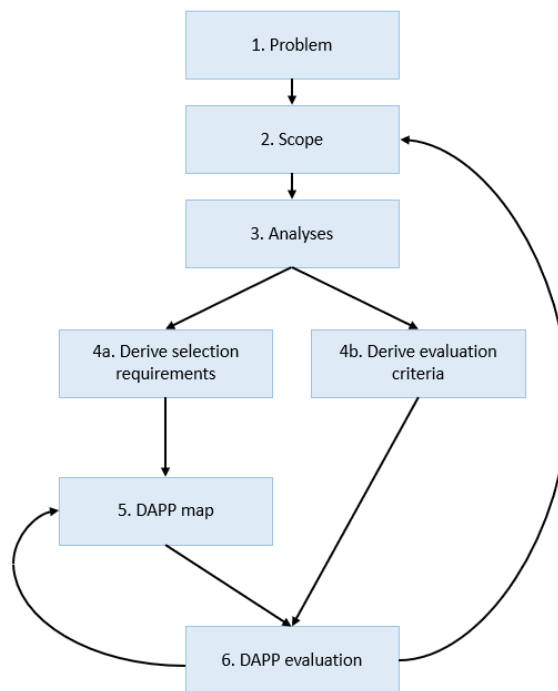 1. Problem
2. Scope
3. Analyses
4a. Derive selection
requirements
4b. Derive evaluation
criteria
5. DAPP map
6. DAPP evaluation